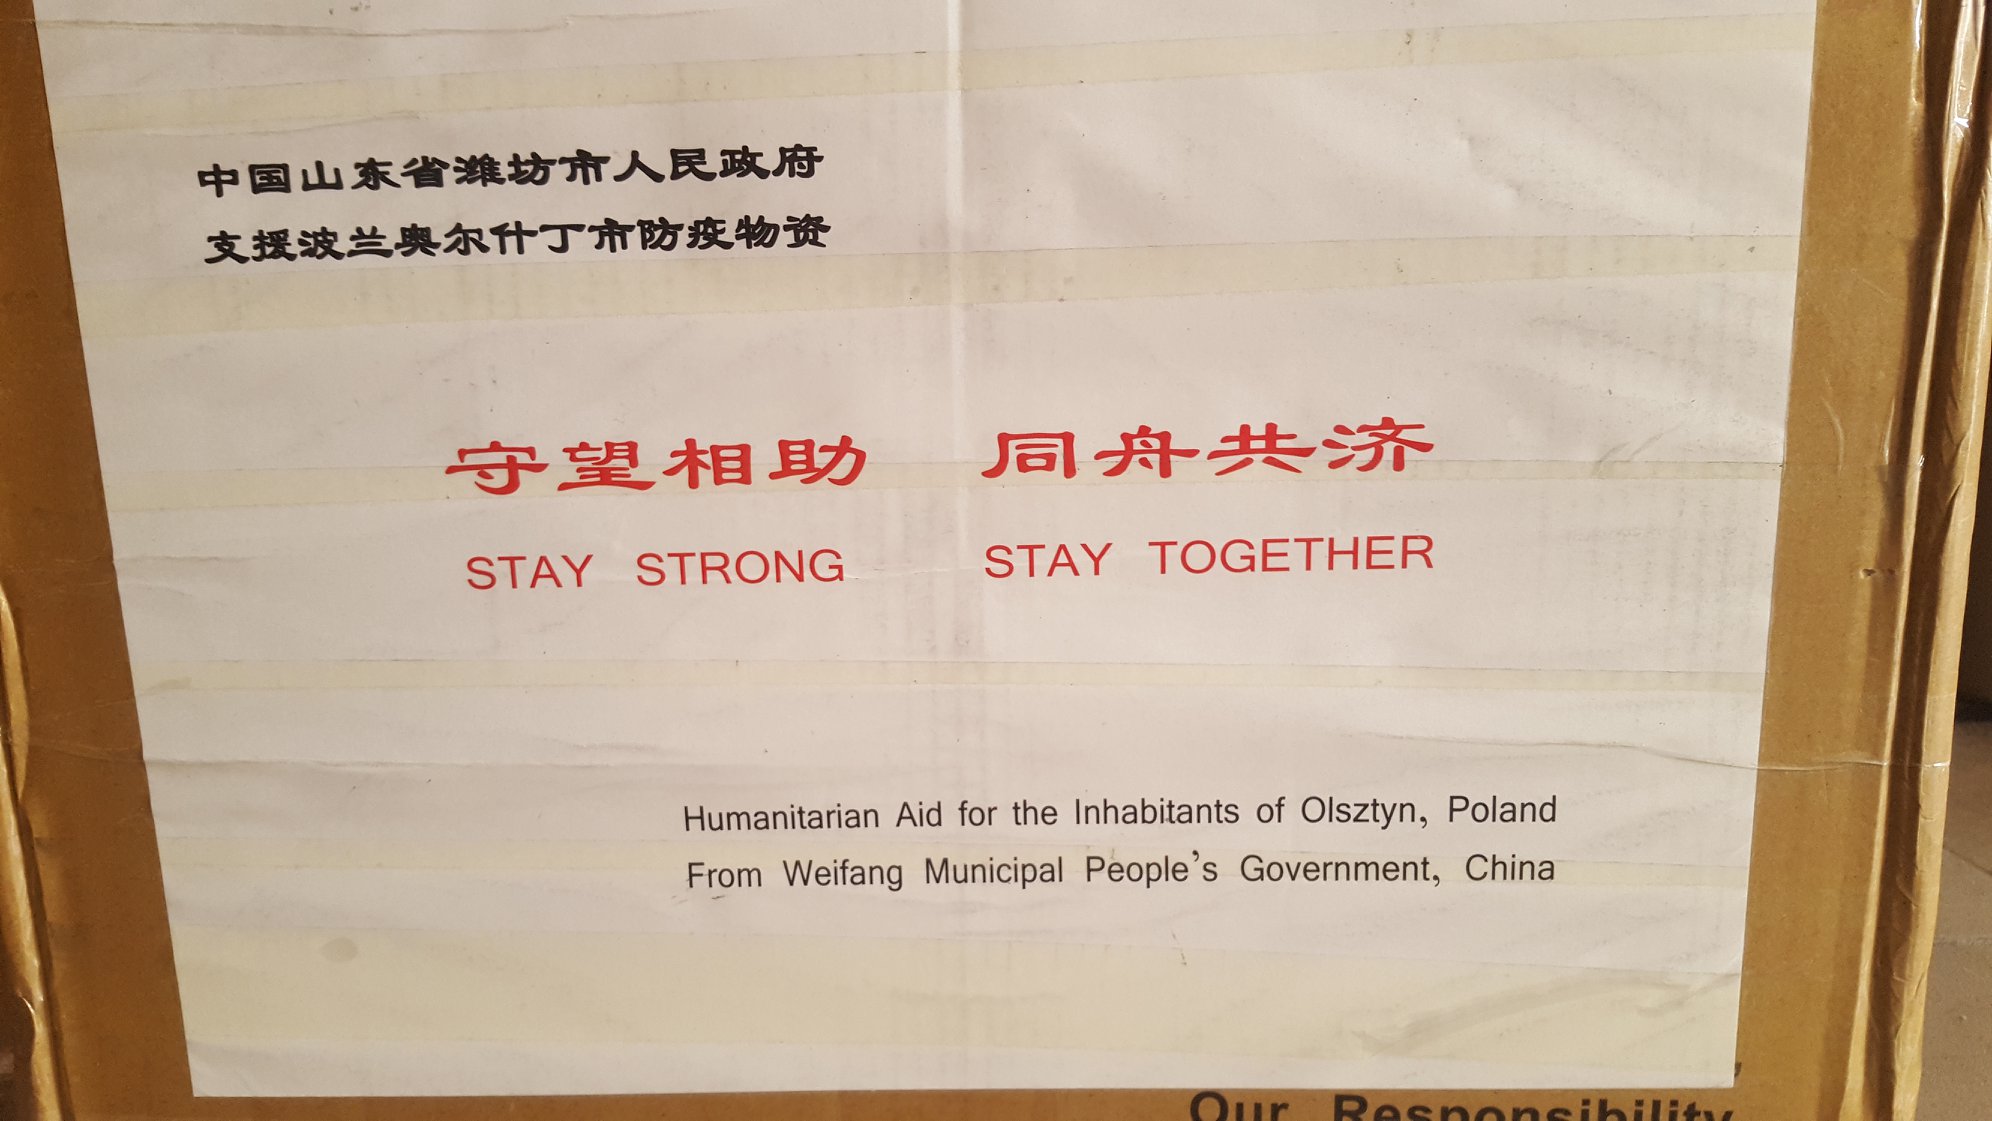 中国山东省潍坊市人民政府
支援波兰奥尔什丁市防疫物资
守望相助 同舟共济
STAY STRONG STAY TOGETHER
Humanitarian Aid for the Inhabitants of Olsztyn, Poland
From Weifang Municipal People's Government, China
Our Responsibility